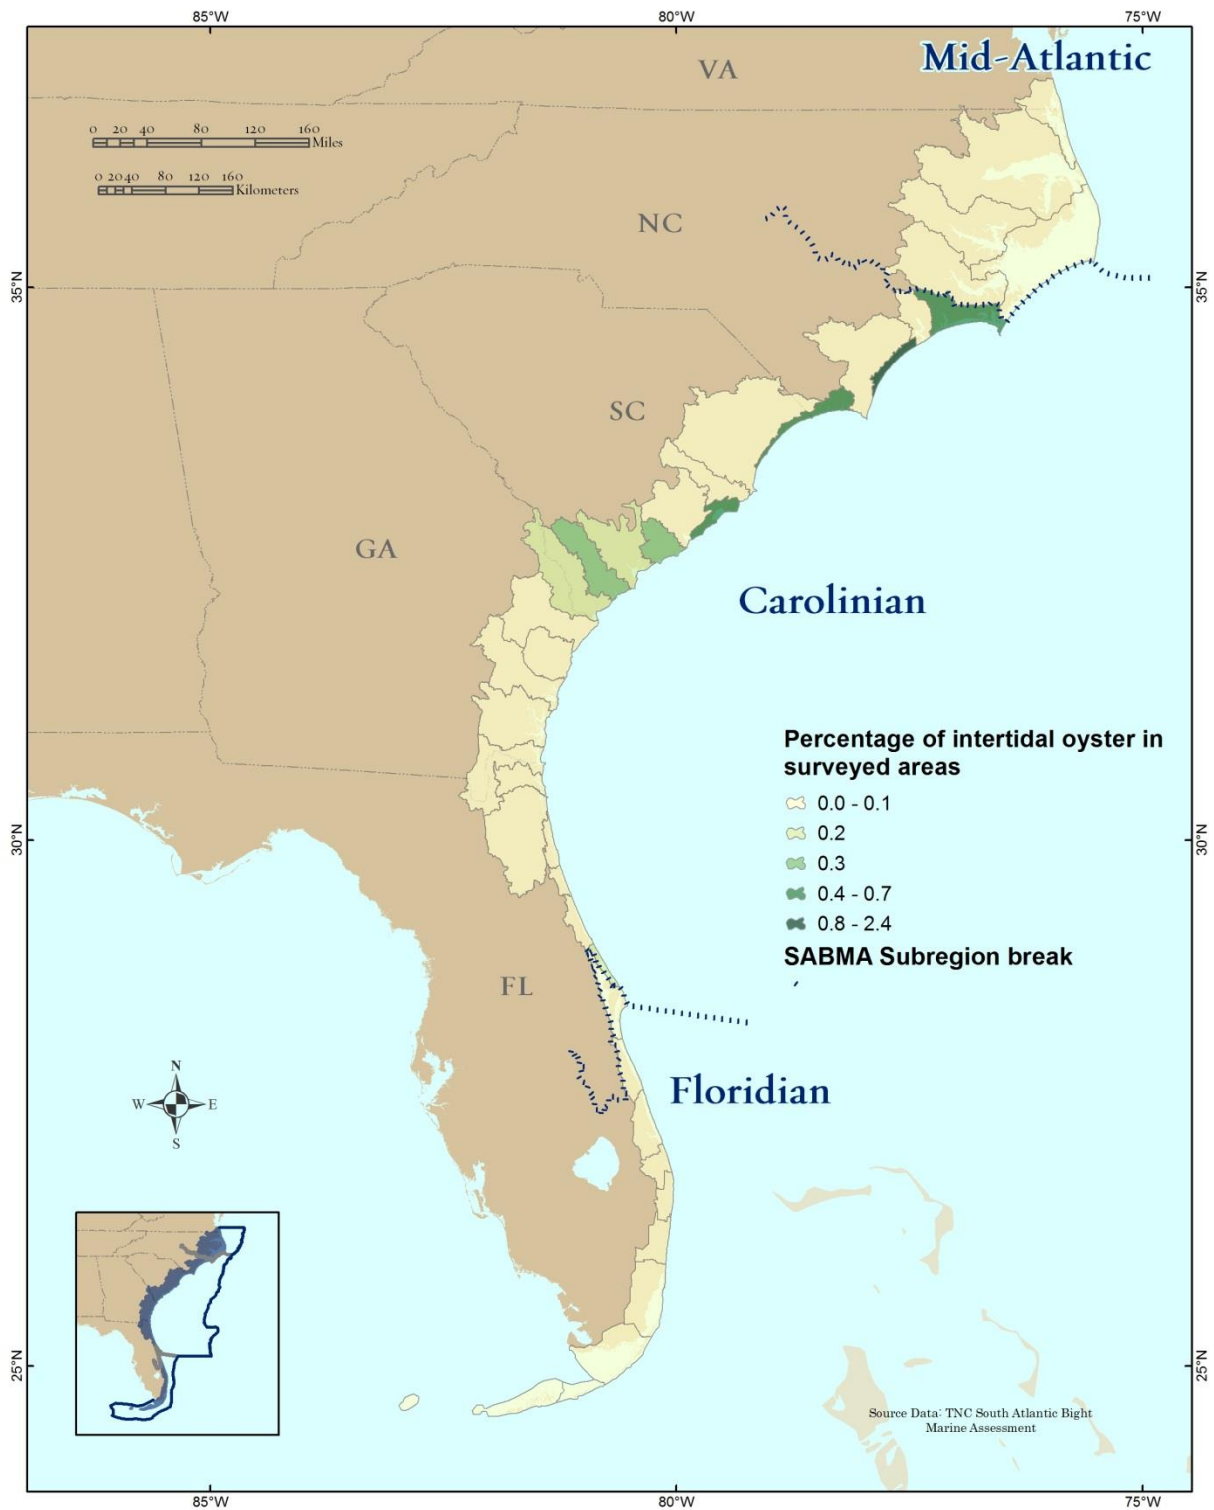 85°W 80°W 75°W
Mid-Atlantic
VA
0 20 40 80 120 160
Miles
0 20 40 80 120 160
Kilometers
NC
35°N 35°N
SC
GA
Carolinian
Percentage of intertidal oyster in
surveyed areas
0.0 - 0.1
30°N 30°N
0.2
0.3
0.4 - 0.7
0.8 - 2.4
SABMA Subregion break
FL
Floridian
N
W E
S
25°N 25°N
Source Data: TNC South Atlantic Bight
Marine Assessment
85°W 80°W 75°W